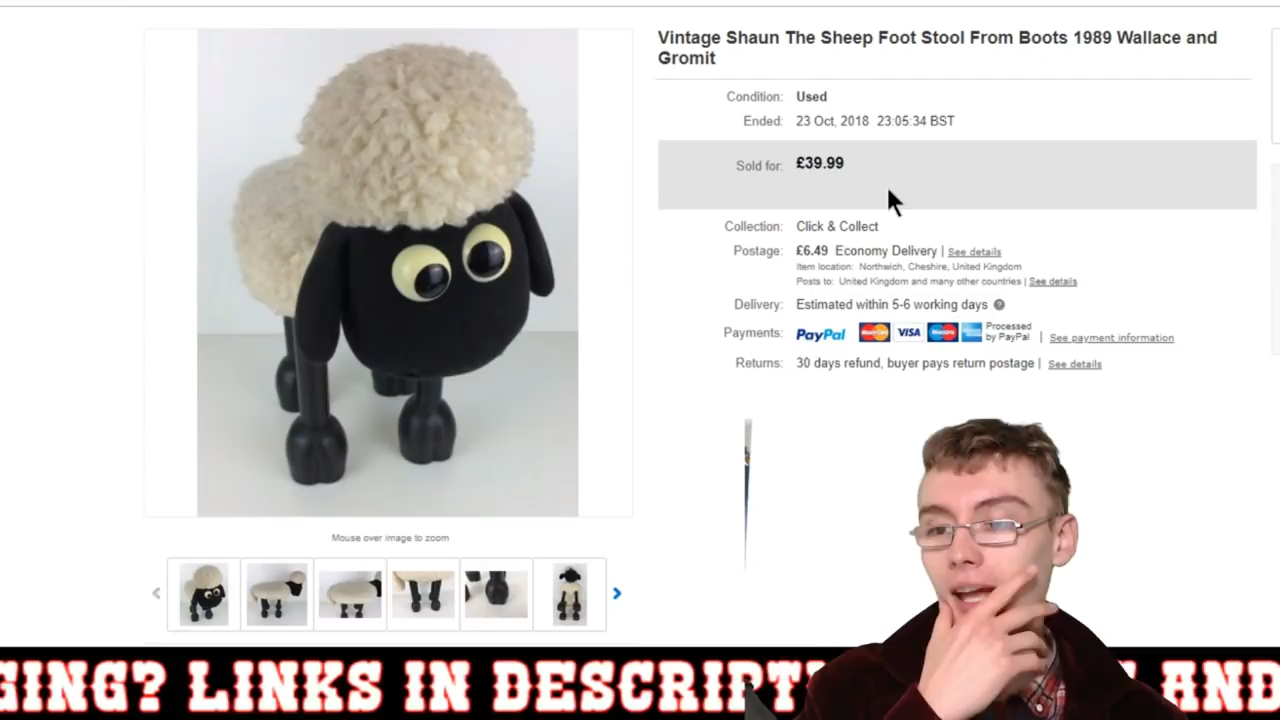 Vintage Shaun The Sheep Foot Stool From Boots 1989 Wallace and
Gromit
Condition: Used
Ended: 23 Oct, 2018 23:05:34 BST
Sold for: £39.99
Collection: Click & Collect
Postage: £6.49 Economy Delivery | See details
Item location: Northwich, Cheshire, United Kingdom
Posts to: United Kingdom and many other countries | See details
Delivery: Estimated within 5-6 working days ?
Payments: PayPal MasterCard VISA Maestro Processed
by PayPal | See payment information
Returns: 30 days refund, buyer pays return postage | See details
Mouse over image to zoom
GING? LINKS IN DESCRIPT AND